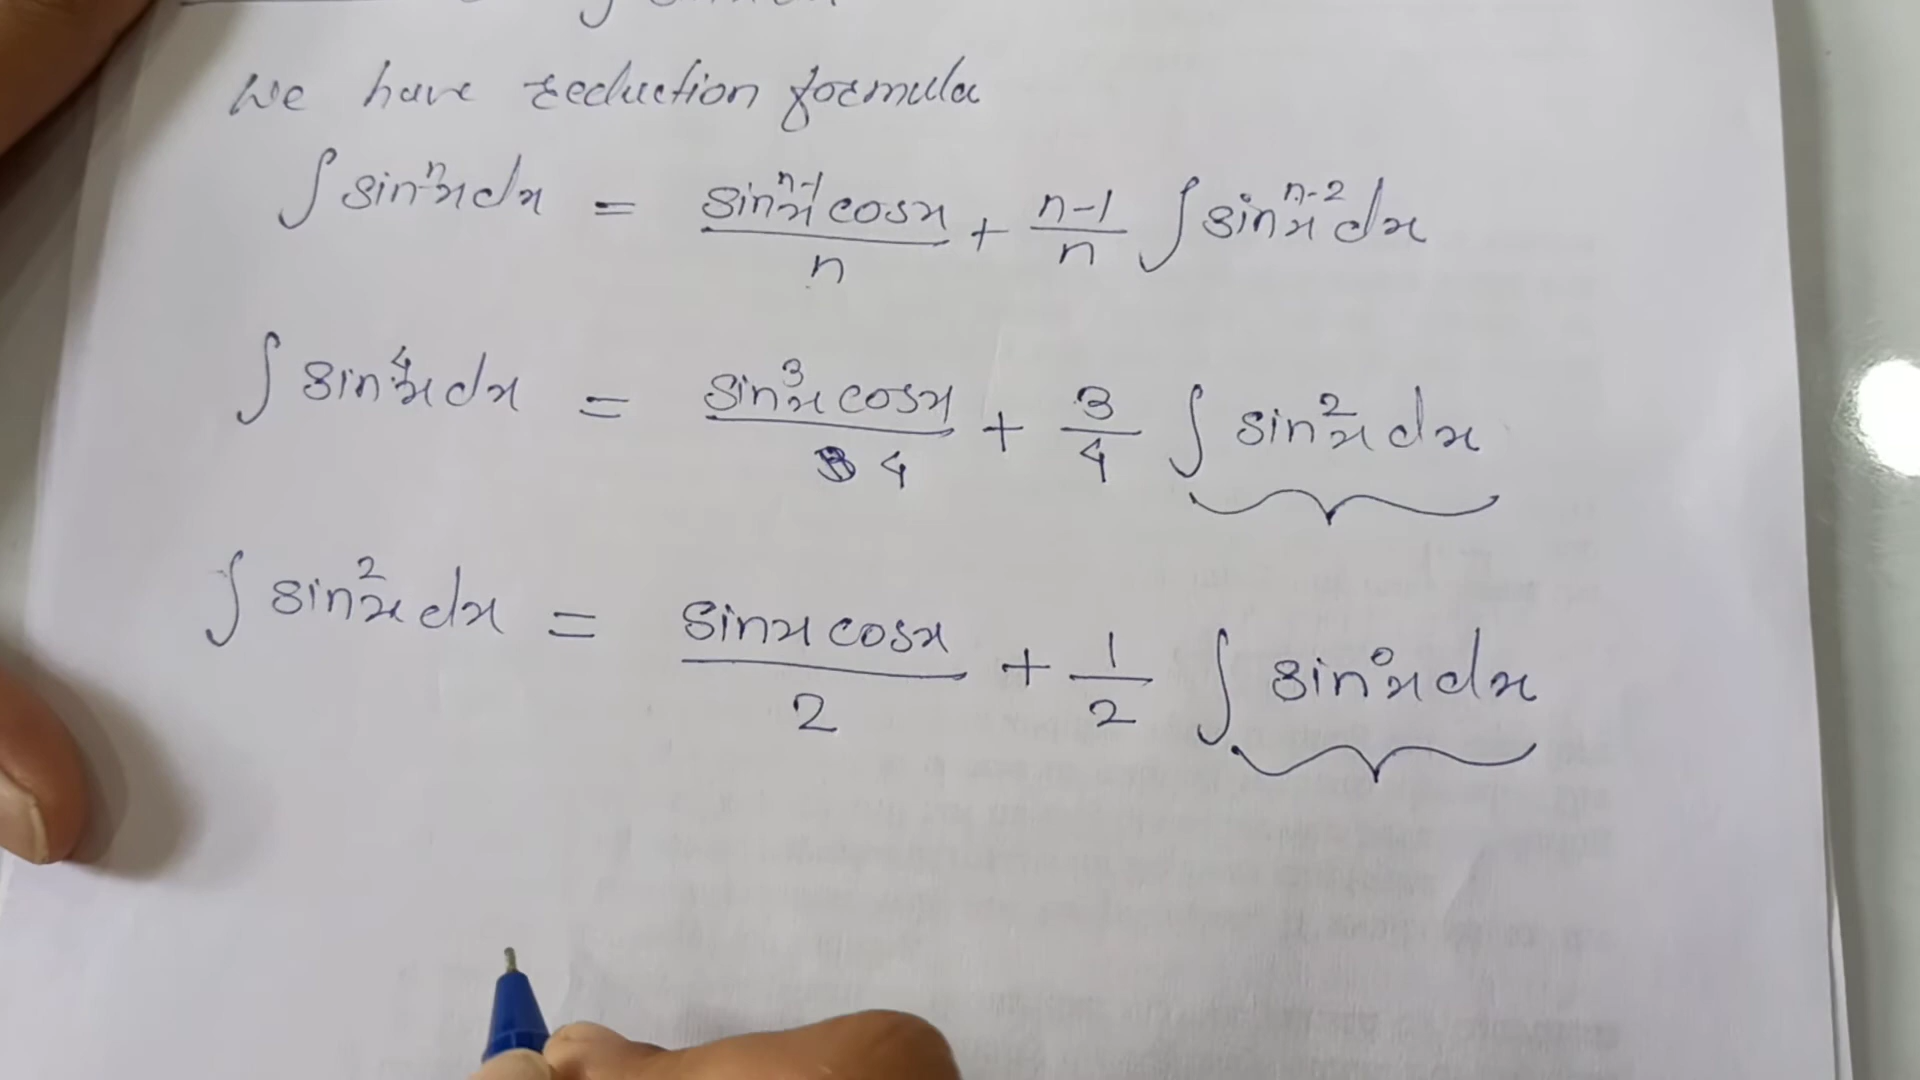 We have reduction formula
∫ sinⁿx dx = sinⁿ⁻¹x cosx / n + n-1 / n ∫ sinⁿ⁻²x dx
∫ sin⁴x dx = sin³x cosx / 4 + 3 / 4 ∫ sin²x dx
∫ sin²x dx = sinx cosx / 2 + 1 / 2 ∫ sin⁰x dx